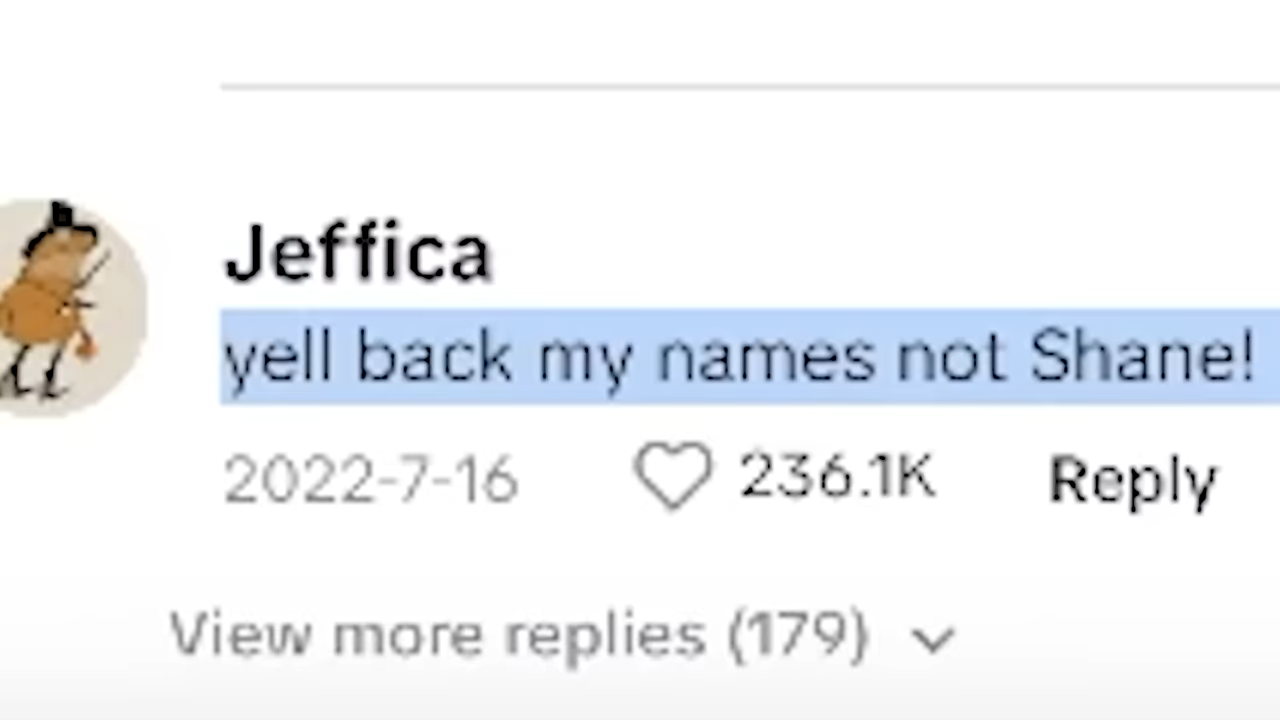 Jeffica
yell back my names not Shane!
2022-7-16 236.1K Reply
View more replies (179)